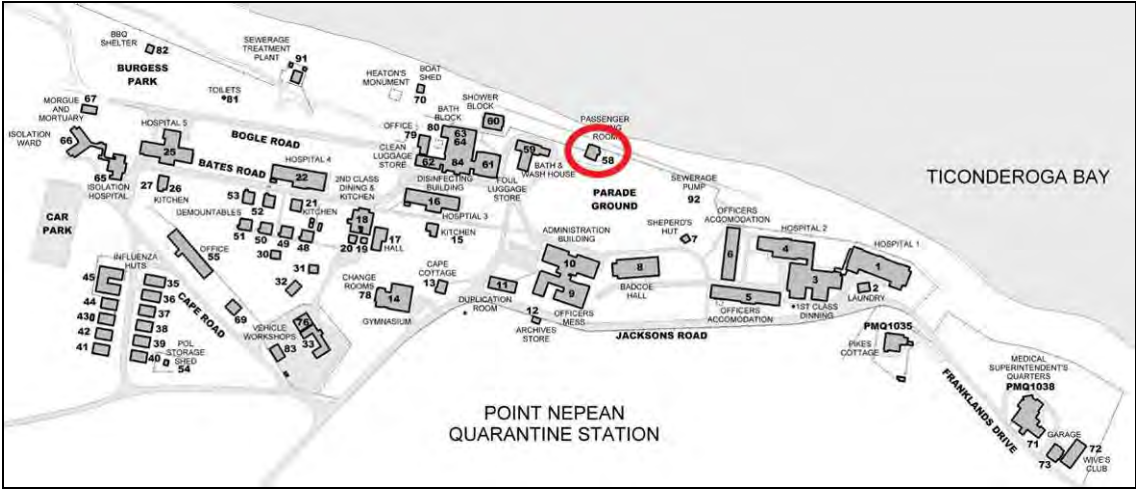 BBQ
SHELTER
82
BURGESS
PARK
SEWERAGE
TREATMENT
PLANT
91
TOILETS
81
HEATON'S
MONUMENT
BOAT
SHED
70
SHOWER
BLOCK
60
PASSENGER
ROOM
58
TICONDEROGA BAY
MORGUE
AND
MORTUARY
67
ISOLATION
WARD
66
HOSPITAL 5
25
BOGLE ROAD
BATES ROAD
HOSPITAL 4
22
OFFICE
79
80
BATH
BLOCK
63
64
CLEAN
LUGGAGE
STORE
62
84
61
DISINFECTING
BUILDING
FOUL
LUGGAGE
STORE
59
BATH &
WASH HOUSE
PARADE
GROUND
SEWERAGE
PUMP
92
65
ISOLATION
HOSPITAL
27
26
KITCHEN
53
52
21
KITCHEN
DEMOUNTABLES
51
50
49
48
2ND CLASS
DINING &
KITCHEN
18
20
19
17
HALL
16
HOSPTIAL 3
KITCHEN
15
SHEPERD'S
HUT
7
OFFICERS
ACCOMODATION
6
HOSPITAL 2
4
HOSPITAL 1
1
2
LAUNDRY
3
1ST CLASS
DINNING
5
OFFICERS
ACCOMODATION
CAR
PARK
OFFICE
55
30
31
32
INFLUENZA
HUTS
45
44
43
42
41
35
36
37
38
39
40
POL
STORAGE
SHED
54
CAPE ROAD
69
VEHICLE
WORKSHOPS
76
33
83
CHANGE
ROOMS
78
14
GYMNASIUM
CAPE
COTTAGE
13
11
DUPLICATION
ROOM
ADMINISTRATION
BUILDING
10
9
OFFICERS
MESS
8
BADCOE
HALL
12
ARCHIVES
STORE
JACKSONS ROAD
PMQ1035
PIKES
COTTAGE
FRANKLANDS DRIVE
MEDICAL
SUPERINTENDENT'S
QUARTERS
PMQ1038
71
GARAGE
73
72
WIVE'S
CLUB
POINT NEPEAN
QUARANTINE STATION